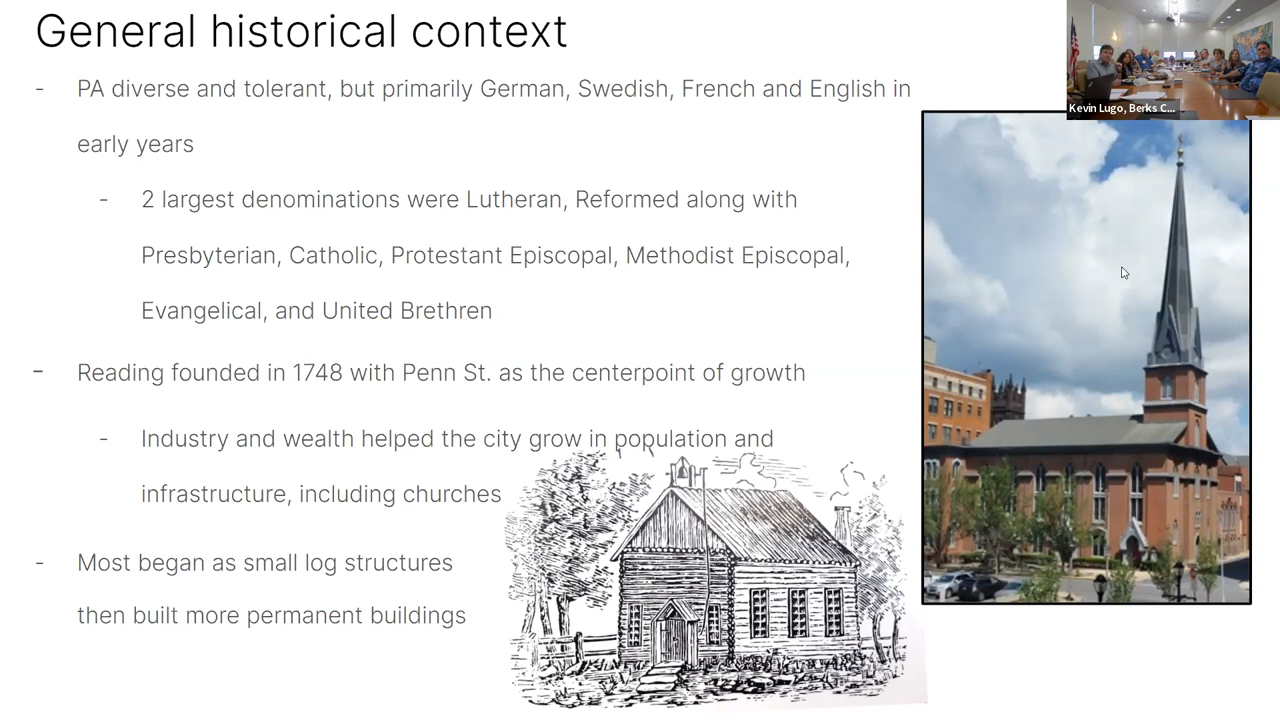 General historical context
- PA diverse and tolerant, but primarily German, Swedish, French and English in
early years
- 2 largest denominations were Lutheran, Reformed along with
Presbyterian, Catholic, Protestant Episcopal, Methodist Episcopal,
Evangelical, and United Brethren
- Reading founded in 1748 with Penn St. as the centerpoint of growth
- Industry and wealth helped the city grow in population and
infrastructure, including churches
- Most began as small log structures
then built more permanent buildings
Kevin Lugo, Berks C...